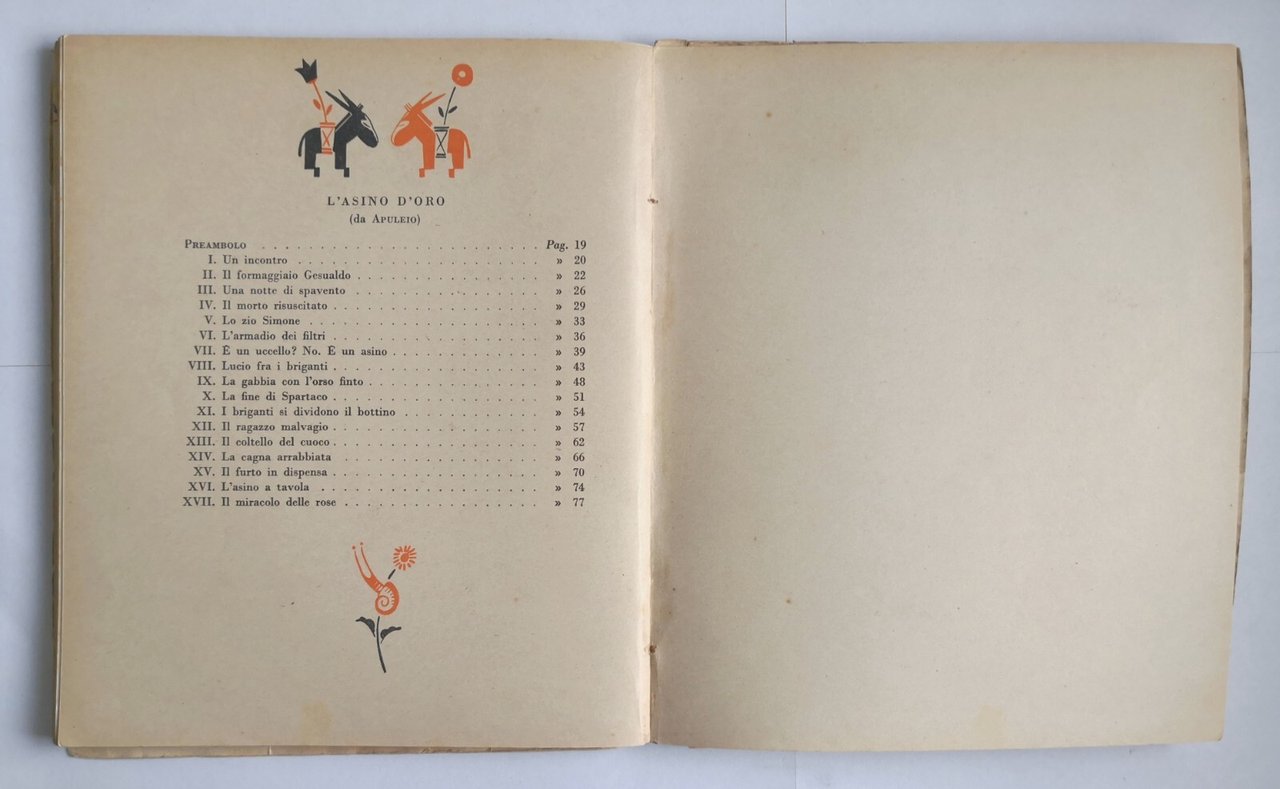 L'ASINO D'ORO
(da APULEIO)
PREAMBOLO . . . . . . . . . . . . . . . . . . . . . . . . Pag. 19
I. Un incontro . . . . . . . . . . . . . . . . . . . . . » 20
II. Il formaggiaio Gesualdo . . . . . . . . . . . . . . . . » 22
III. Una notte di spavento . . . . . . . . . . . . . . . . » 26
IV. Il morto risuscitato . . . . . . . . . . . . . . . . . . » 29
V. Lo zio Simone . . . . . . . . . . . . . . . . . . . . » 33
VI. L'armadio dei filtri . . . . . . . . . . . . . . . . . . » 36
VII. È un uccello? No. È un asino . . . . . . . . . . . . . » 39
VIII. Lucio fra i briganti . . . . . . . . . . . . . . . . . . » 43
IX. La gabbia con l'orso finto . . . . . . . . . . . . . . . » 48
X. La fine di Spartaco . . . . . . . . . . . . . . . . . . » 51
XI. I briganti si dividono il bottino . . . . . . . . . . . . » 54
XII. Il ragazzo malvagio . . . . . . . . . . . . . . . . . . » 57
XIII. Il coltello del cuoco . . . . . . . . . . . . . . . . . . » 62
XIV. La cagna arrabbiata . . . . . . . . . . . . . . . . . » 66
XV. Il furto in dispensa . . . . . . . . . . . . . . . . . . » 70
XVI. L'asino a tavola . . . . . . . . . . . . . . . . . . . » 74
XVII. Il miracolo delle rose . . . . . . . . . . . . . . . . . » 77